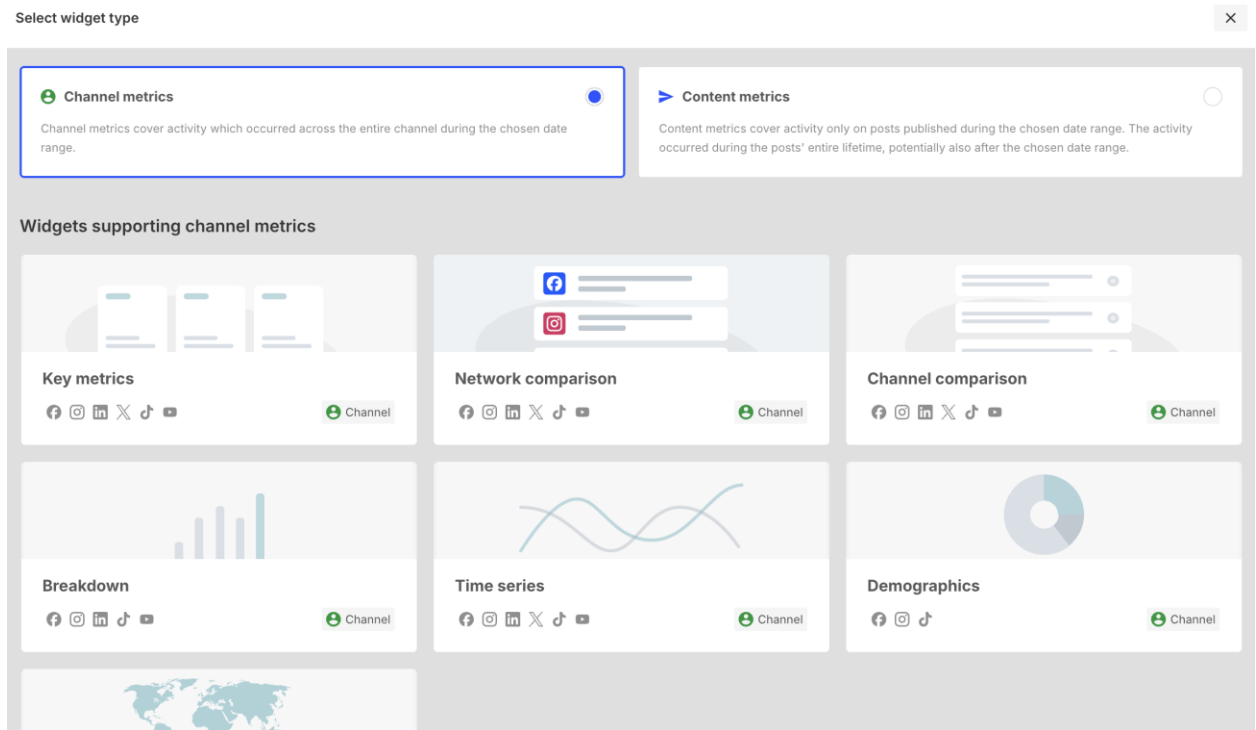 Select widget type
Channel metrics
Channel metrics cover activity which occurred across the entire channel during the chosen date
range.
Content metrics
Content metrics cover activity only on posts published during the chosen date range. The activity
occurred during the posts' entire lifetime, potentially also after the chosen date range.
Widgets supporting channel metrics
Key metrics
Channel
Network comparison
Channel
Channel comparison
Channel
Breakdown
Channel
Time series
Channel
Demographics
Channel